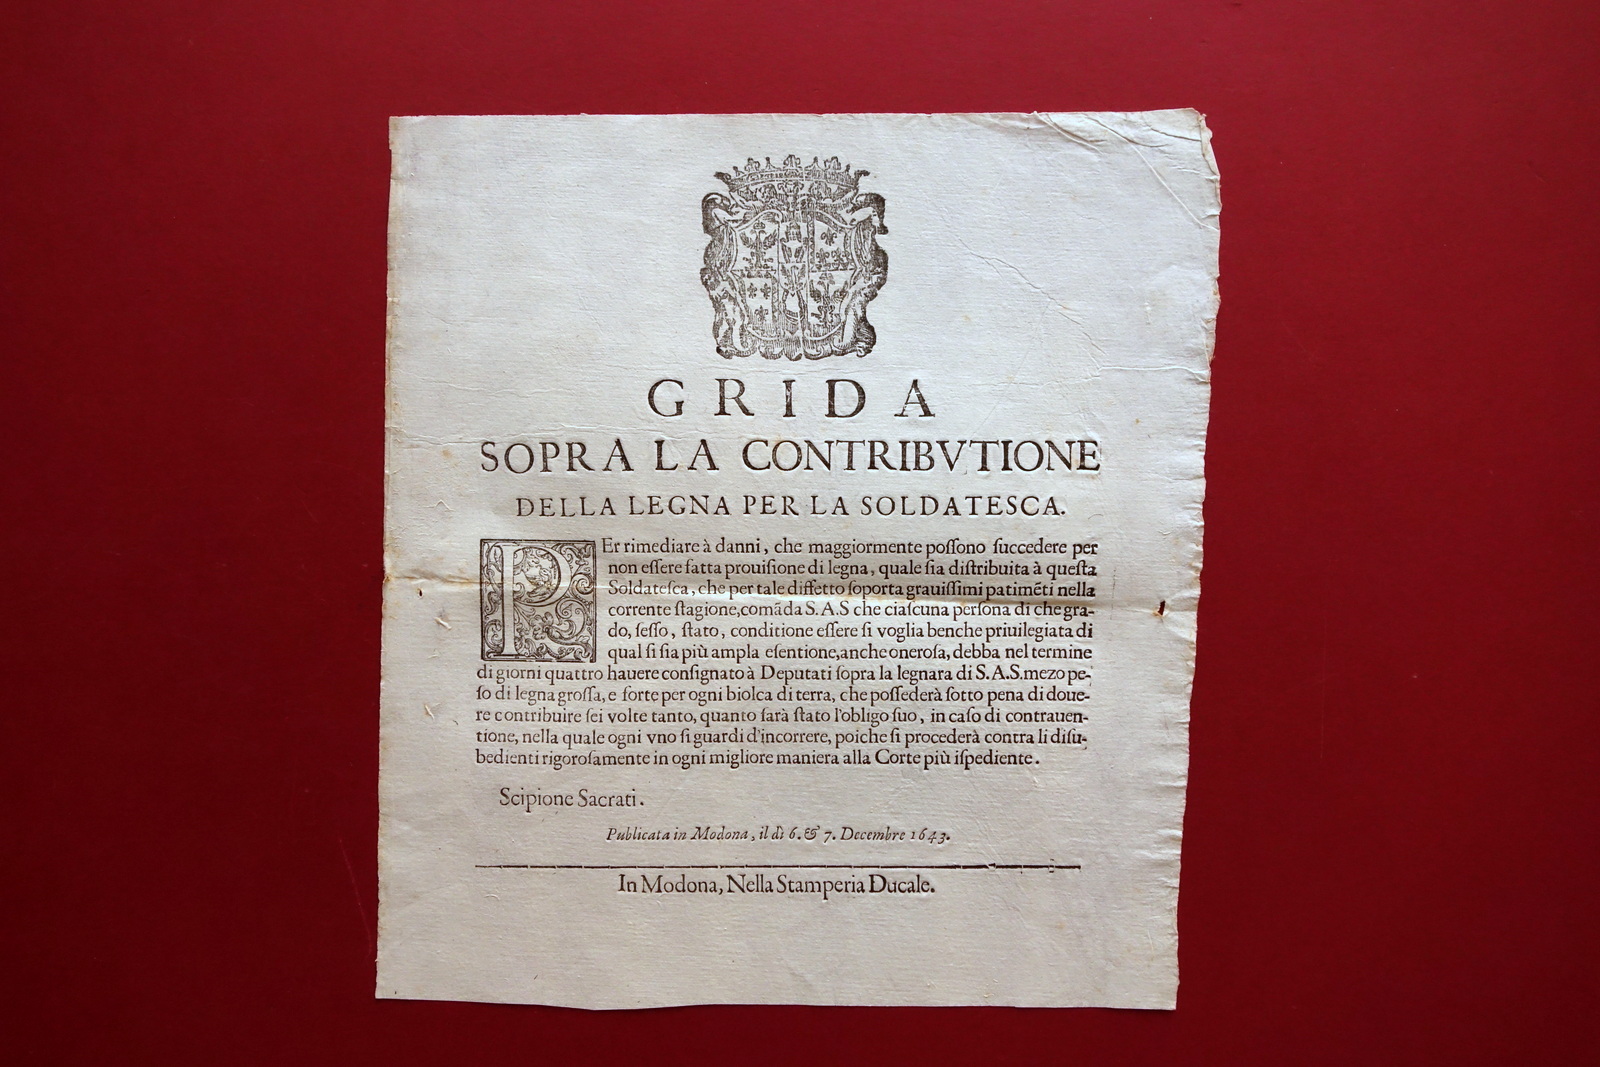 GRIDA
SOPRA LA CONTRIBVTIONE
DELLA LEGNA PER LA SOLDATESCA.
PEr rimediare à danni, che maggiormente poſſono ſuccedere per
non eſſere fatta prouiſione di legna, quale ſia diſtribuita à queſta
Soldateſca, che per tale diffetto ſoporta grauiſſimi patimẽti nella
corrente ſtagione, comãda S. A. S che ciaſcuna perſona di che gra-
do, ſeſſo, ſtato, conditione eſſere ſi voglia benche priuilegiata di
qual ſi ſia più ampla eſentione, anche oneroſa, debba nel termine
di giorni quattro hauere conſignato à Deputati ſopra la legnara di S. A. S. mezo pe-
ſo di legna groſſa, e forte per ogni biolca di terra, che poſſederà ſotto pena di doue-
re contribuire ſei volte tanto, quanto ſarà ſtato l'obligo ſuo, in caſo di contrauen-
tione, nella quale ogni vno ſi guardi d'incorrere, poiche ſi procederà contra li diſu-
bedienti rigoroſamente in ogni migliore maniera alla Corte più iſpediente.
Scipione Sacrati.
Publicata in Modona, il dì 6. & 7. Decembre 1643.
In Modona, Nella Stamperia Ducale.